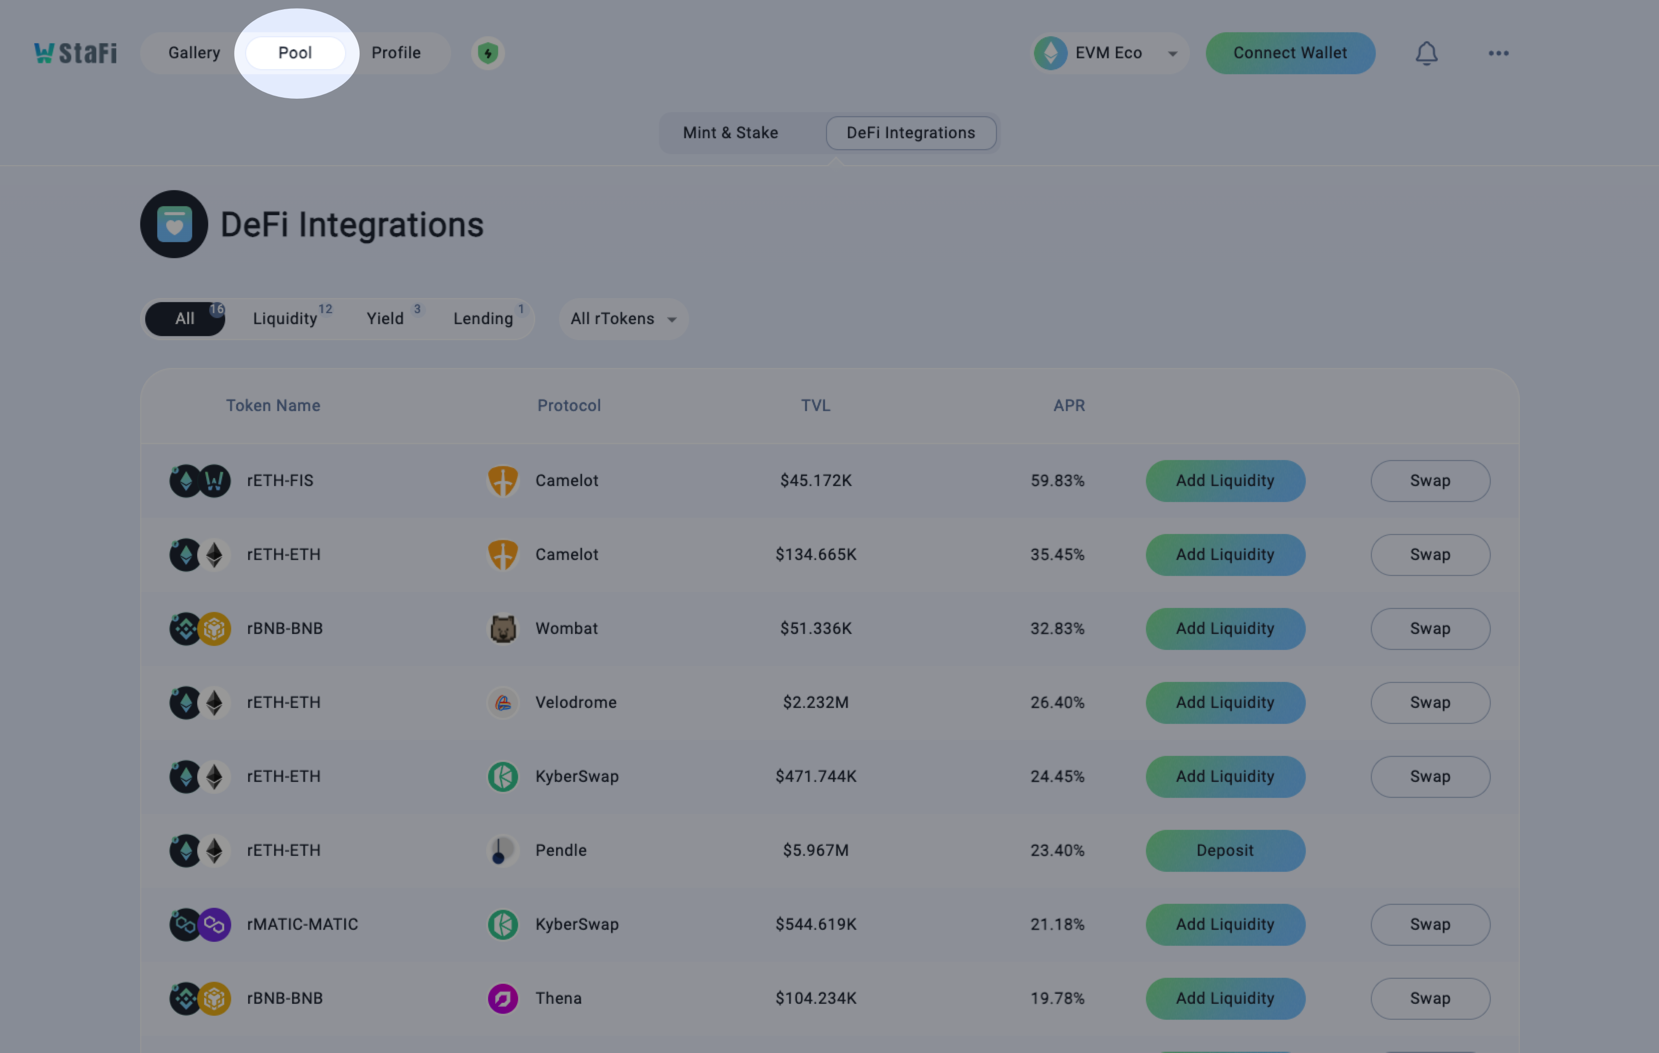 StaFi Gallery Pool Profile EVM Eco Connect Wallet
Mint & Stake DeFi Integrations
DeFi Integrations
All 16 Liquidity 12 Yield 3 Lending 1 All rTokens
Token Name Protocol TVL APR
rETH-FIS Camelot $45.172K 59.83% Add Liquidity Swap
rETH-ETH Camelot $134.665K 35.45% Add Liquidity Swap
rBNB-BNB Wombat $51.336K 32.83% Add Liquidity Swap
rETH-ETH Velodrome $2.232M 26.40% Add Liquidity Swap
rETH-ETH KyberSwap $471.744K 24.45% Add Liquidity Swap
rETH-ETH Pendle $5.967M 23.40% Deposit
rMATIC-MATIC KyberSwap $544.619K 21.18% Add Liquidity Swap
rBNB-BNB Thena $104.234K 19.78% Add Liquidity Swap